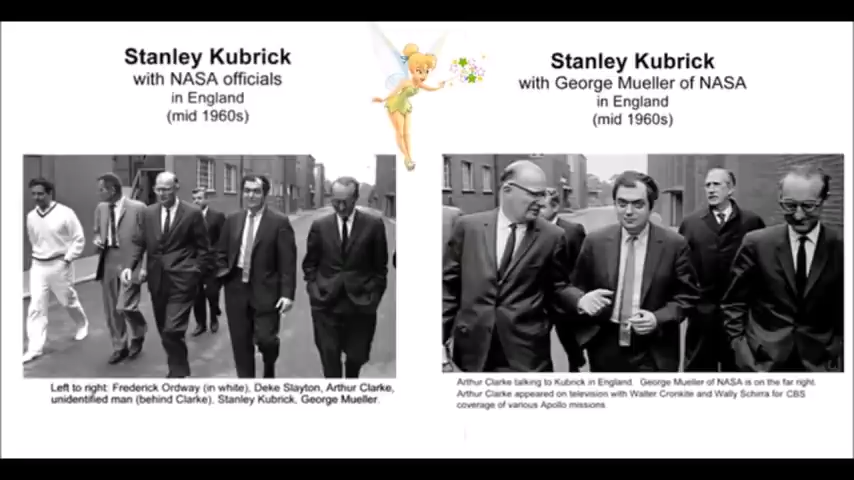 Stanley Kubrick
with NASA officials
in England
(mid 1960s)
Left to right: Frederick Ordway (in white), Deke Slayton, Arthur Clarke,
unidentified man (behind Clarke), Stanley Kubrick, George Mueller.
Stanley Kubrick
with George Mueller of NASA
in England
(mid 1960s)
Arthur Clarke talking to Kubrick in England. George Mueller of NASA is on the far right.
Arthur Clarke appeared on television with Walter Cronkite and Wally Schirra for CBS
coverage of various Apollo missions.